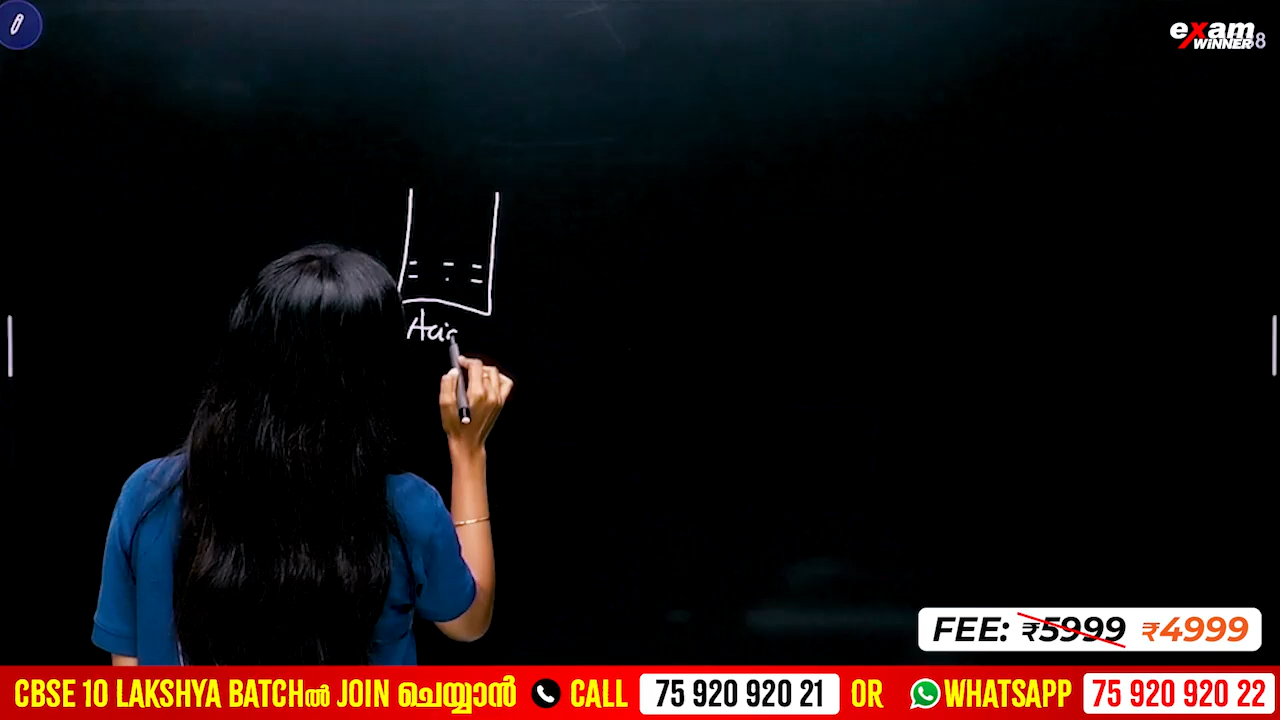 exam
WINNER
Acid
FEE: ₹5999 ₹4999
CBSE 10 LAKSHYA BATCHൽ JOIN ചെയ്യാൻ CALL 75 920 920 21 OR WHATSAPP 75 920 920 22